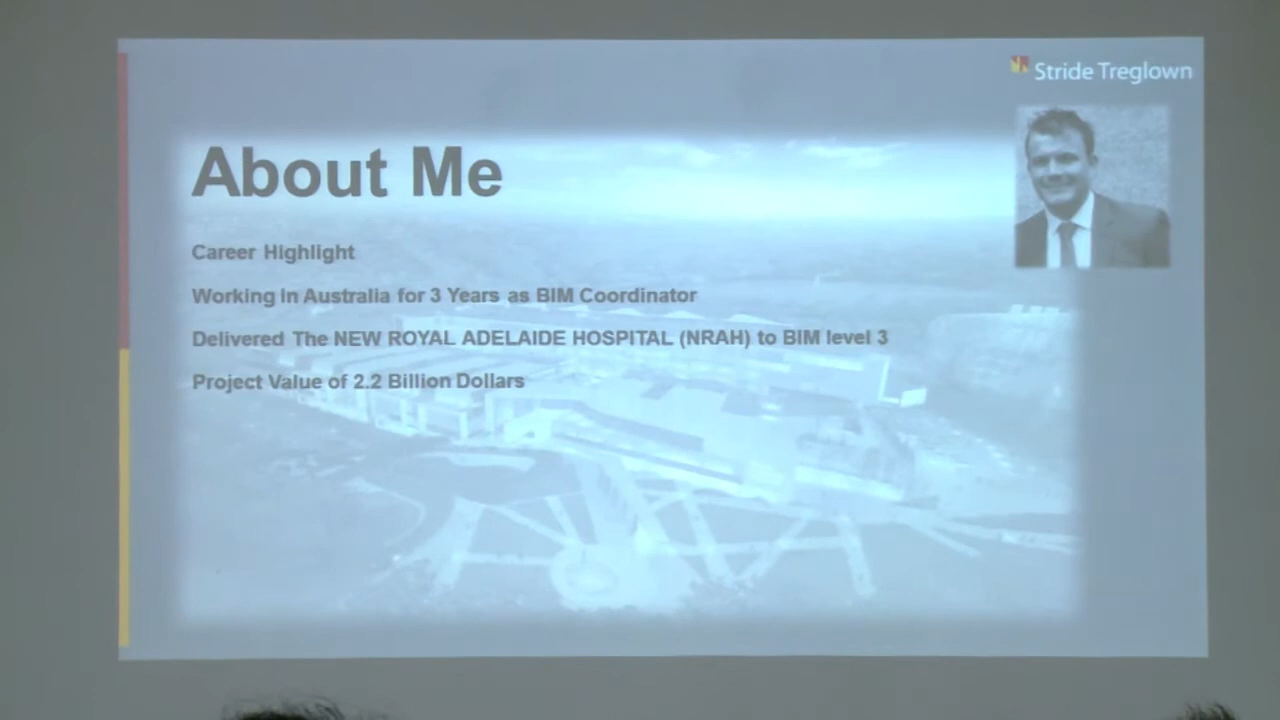 Stride Treglown
About Me
Career Highlight
Working In Australia for 3 Years as BIM Coordinator
Delivered The NEW ROYAL ADELAIDE HOSPITAL (NRAH) to BIM level 3
Project Value of 2.2 Billion Dollars